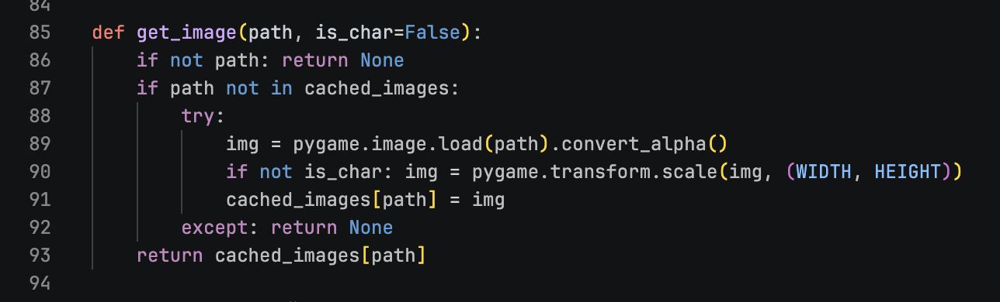 84
85 def get_image(path, is_char=False):
86 if not path: return None
87 if path not in cached_images:
88 try:
89 img = pygame.image.load(path).convert_alpha()
90 if not is_char: img = pygame.transform.scale(img, (WIDTH, HEIGHT))
91 cached_images[path] = img
92 except: return None
93 return cached_images[path]
94